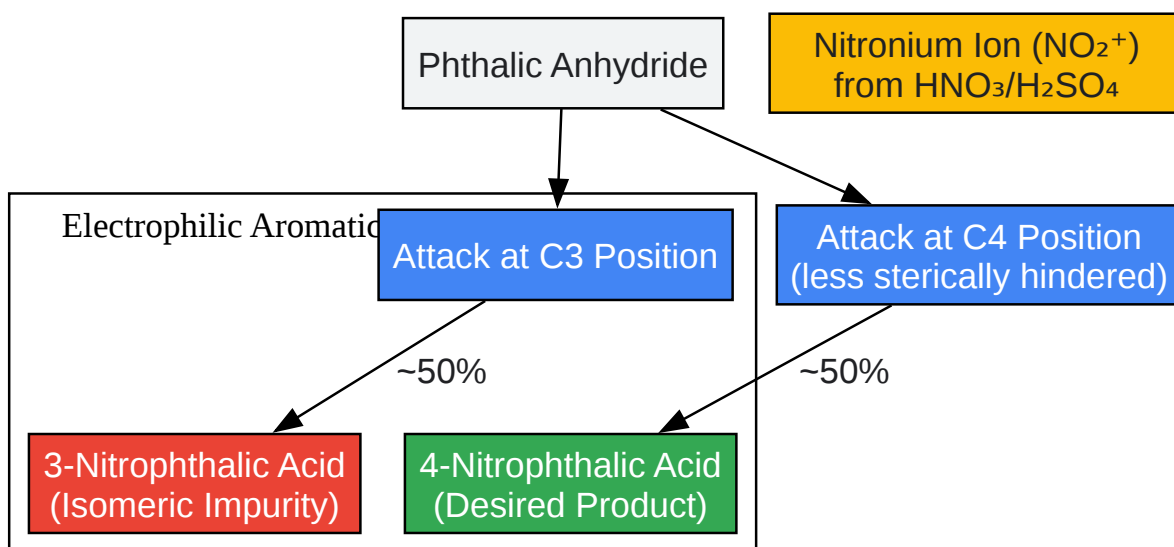 Phthalic Anhydride
Nitronium Ion (NO₂⁺)
from HNO₃/H₂SO₄
Electrophilic Aromatic
Attack at C3 Position
Attack at C4 Position
(less sterically hindered)
~50%
~50%
3-Nitrophthalic Acid
(Isomeric Impurity)
4-Nitrophthalic Acid
(Desired Product)